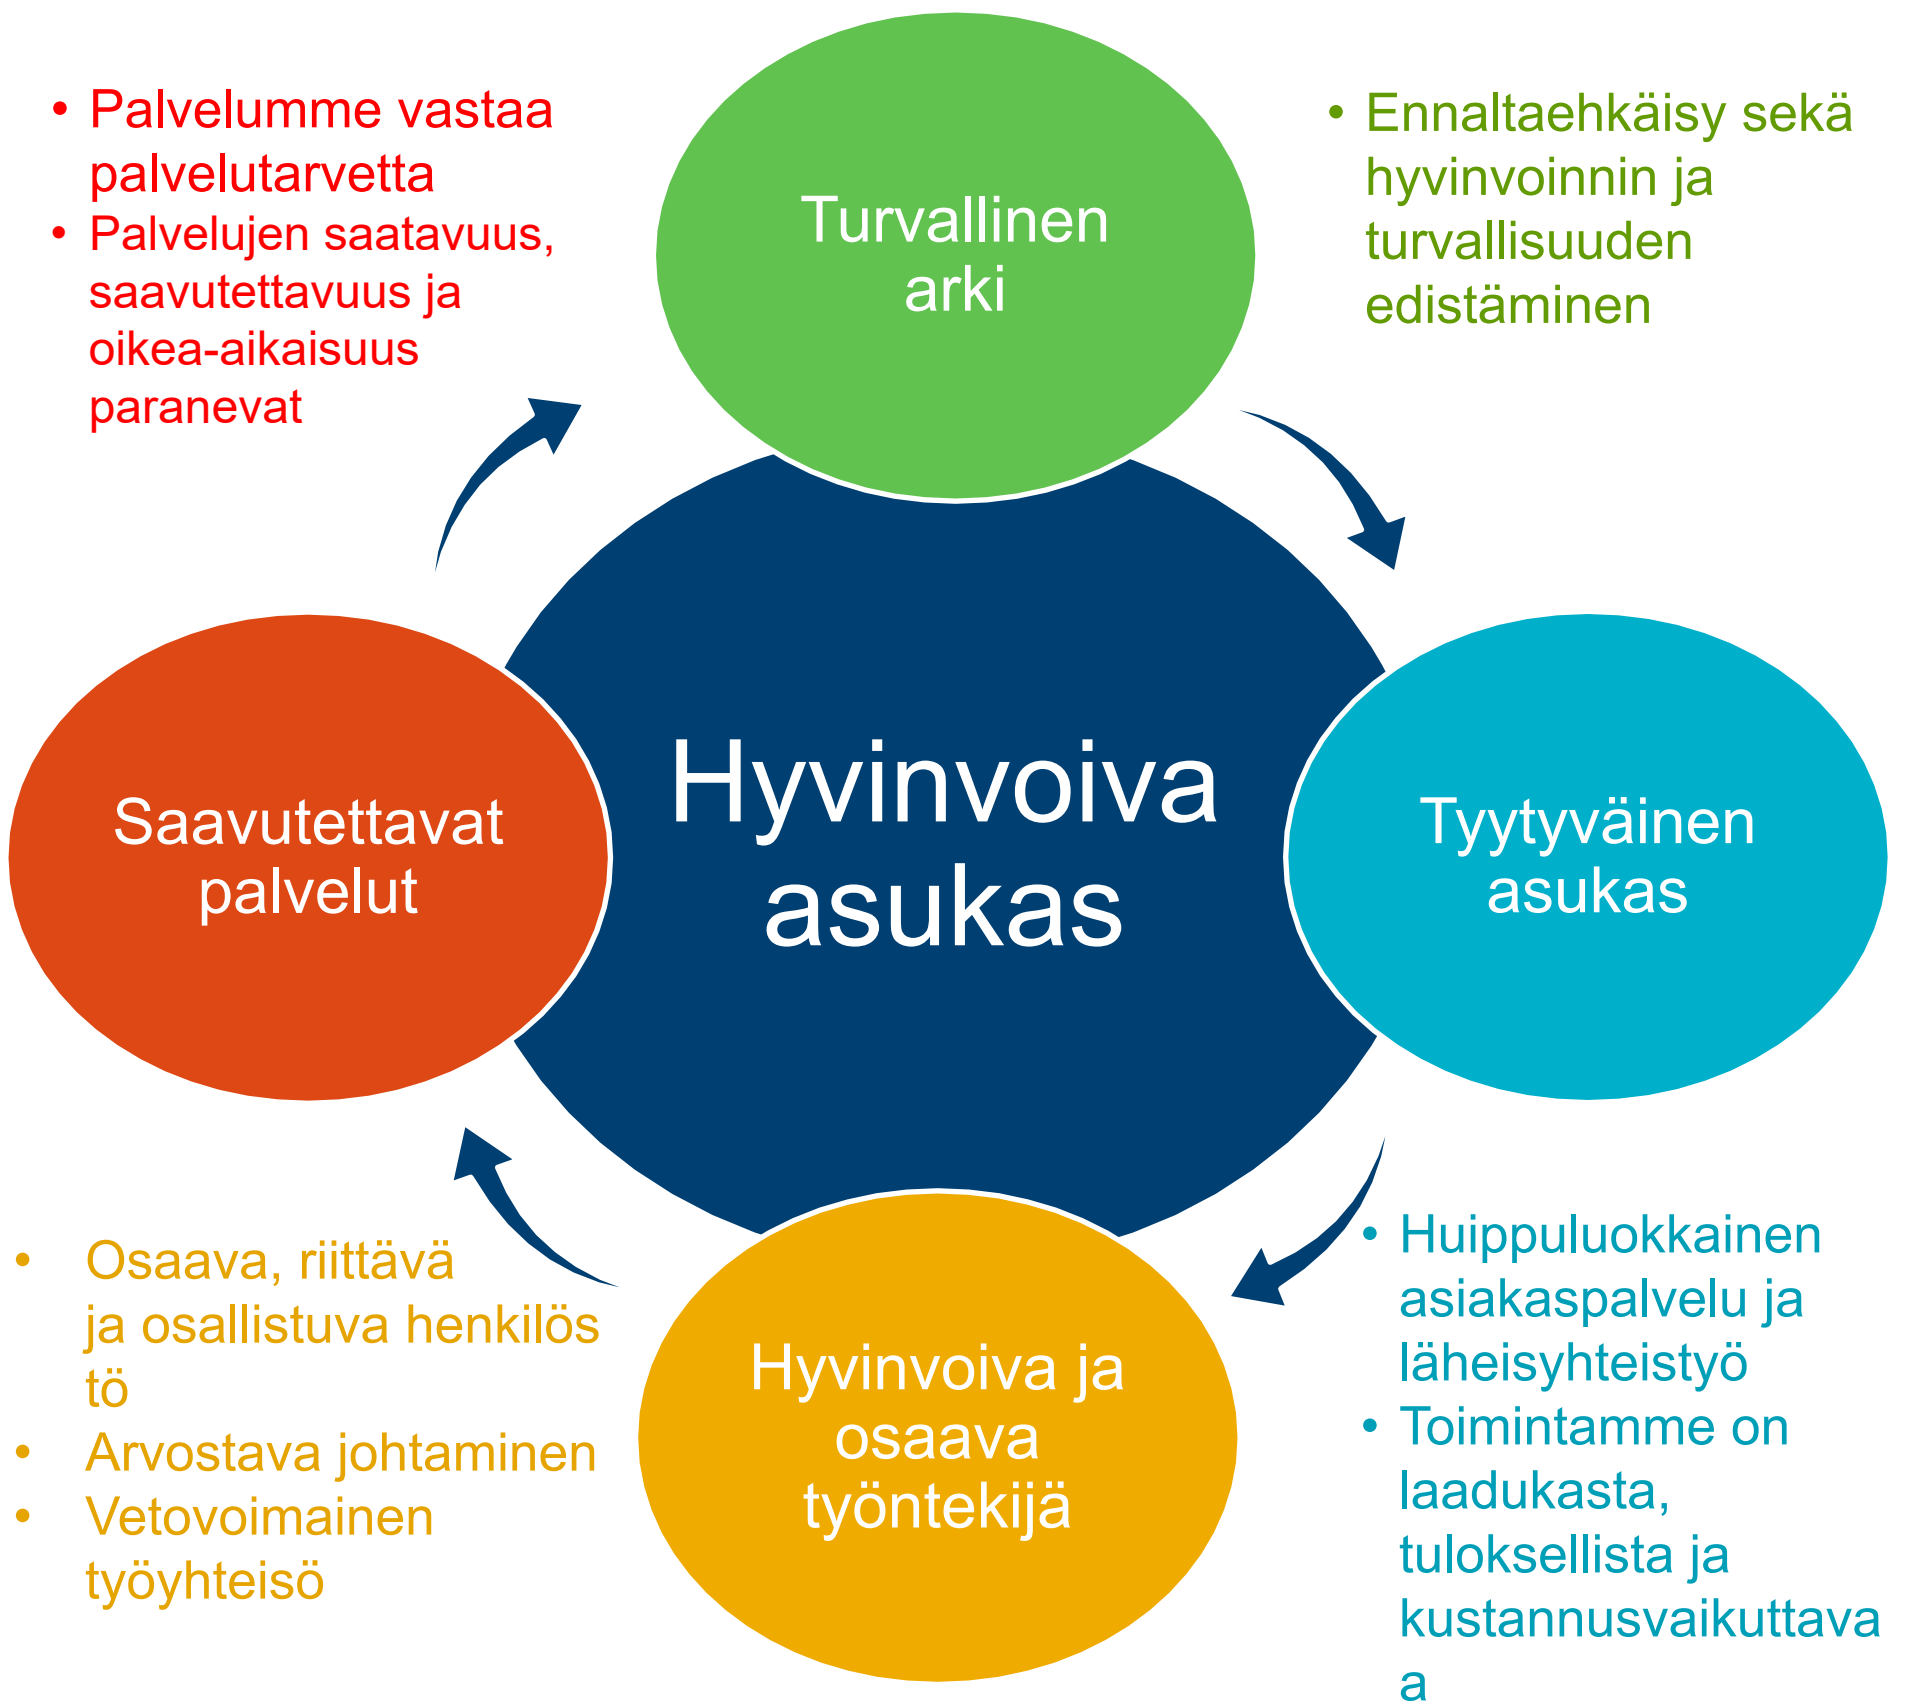 • Palvelumme vastaa
palvelutarvetta
• Palvelujen saatavuus,
saavutettavuus ja
oikea-aikaisuus
paranevat
Turvallinen
arki
• Ennaltaehkäisy sekä
hyvinvoinnin ja
turvallisuuden
edistäminen
Saavutettavat
palvelut
Hyvinvoiva
asukas
Tyytyväinen
asukas
• Osaava, riittävä
ja osallistuva henkilös
tö
• Arvostava johtaminen
• Vetovoimainen
työyhteisö
Hyvinvoiva ja
osaava
työntekijä
• Huippuluokkainen
asiakaspalvelu ja
läheisyhteistyö
• Toimintamme on
laadukasta,
tuloksellista ja
kustannusvaikuttava
a